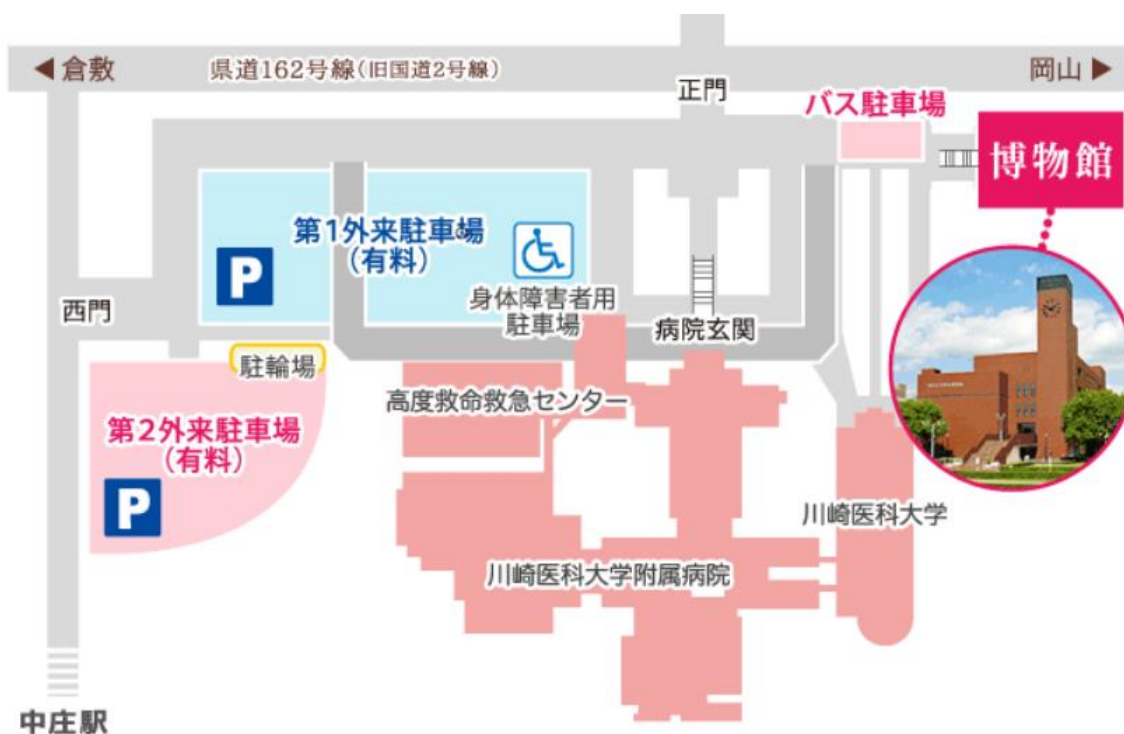 ◀倉敷
県道162号線(旧国道2号線)
岡山▶
正門
バス駐車場
博物館
第1外来駐車場
(有料)
P
身体障害者用
駐車場
西門
病院玄関
駐輪場
高度救命救急センター
第2外来駐車場
(有料)
P
川崎医科大学
川崎医科大学附属病院
中庄駅